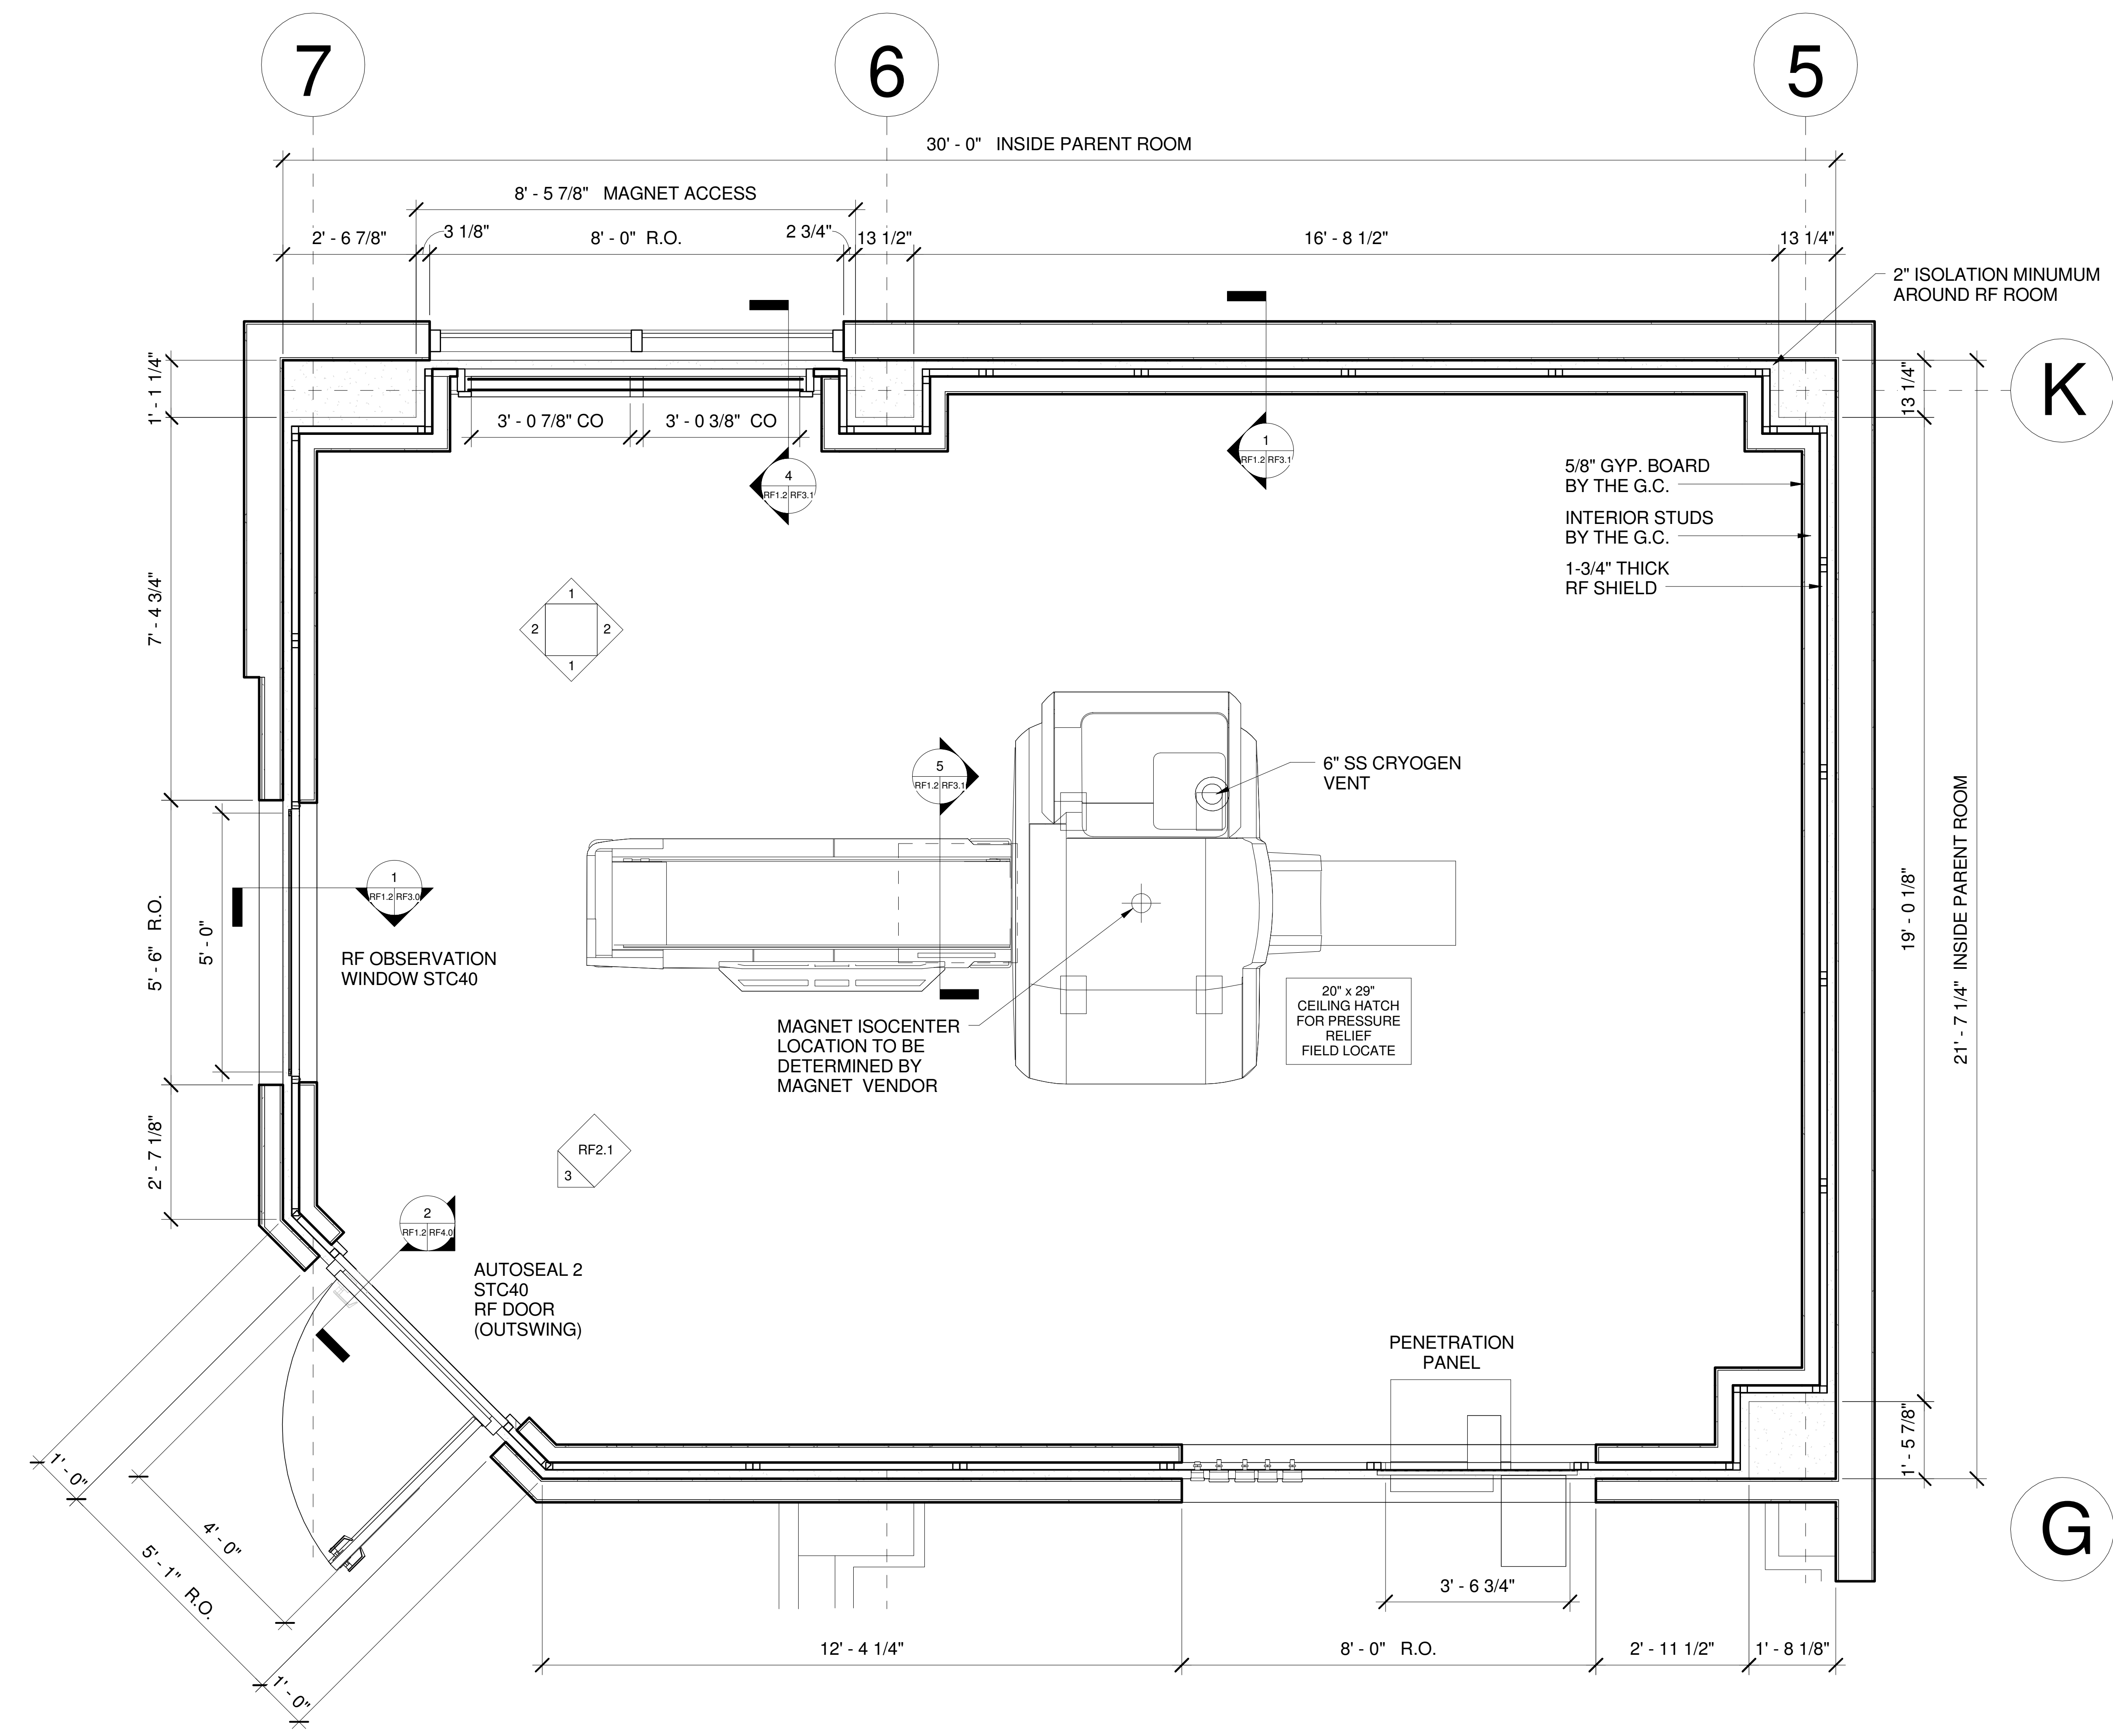 7
6
5
30' - 0" INSIDE PARENT ROOM
8' - 5 7/8" MAGNET ACCESS
2' - 6 7/8"
3 1/8"
8' - 0" R.O.
2 3/4"
13 1/2"
16' - 8 1/2"
13 1/4"
2" ISOLATION MINUMUM
AROUND RF ROOM
1' - 1 1/4"
13 1/4"
K
3' - 0 7/8" CO
3' - 0 3/8" CO
1
RF1.2 RF3.1
4
RF1.2 RF3.1
5/8" GYP. BOARD
BY THE G.C.
INTERIOR STUDS
BY THE G.C.
1-3/4" THICK
RF SHIELD
7' - 4 3/4"
1
2
2
1
5
RF1.2 RF3.1
6" SS CRYOGEN
VENT
1
RF1.2 RF3.0
5' - 6" R.O.
5' - 0"
19' - 0 1/8"
21' - 7 1/4" INSIDE PARENT ROOM
RF OBSERVATION
WINDOW STC40
20" x 29"
CEILING HATCH
FOR PRESSURE
RELIEF
FIELD LOCATE
MAGNET ISOCENTER
LOCATION TO BE
DETERMINED BY
MAGNET VENDOR
2' - 7 1/8"
RF2.1
3
2
RF1.2 RF4.0
AUTOSEAL 2
STC40
RF DOOR
(OUTSWING)
PENETRATION
PANEL
1' - 5 7/8"
G
1' - 0"
4' - 0"
5' - 1" R.O.
1' - 0"
3' - 6 3/4"
12' - 4 1/4"
8' - 0" R.O.
2' - 11 1/2"
1' - 8 1/8"